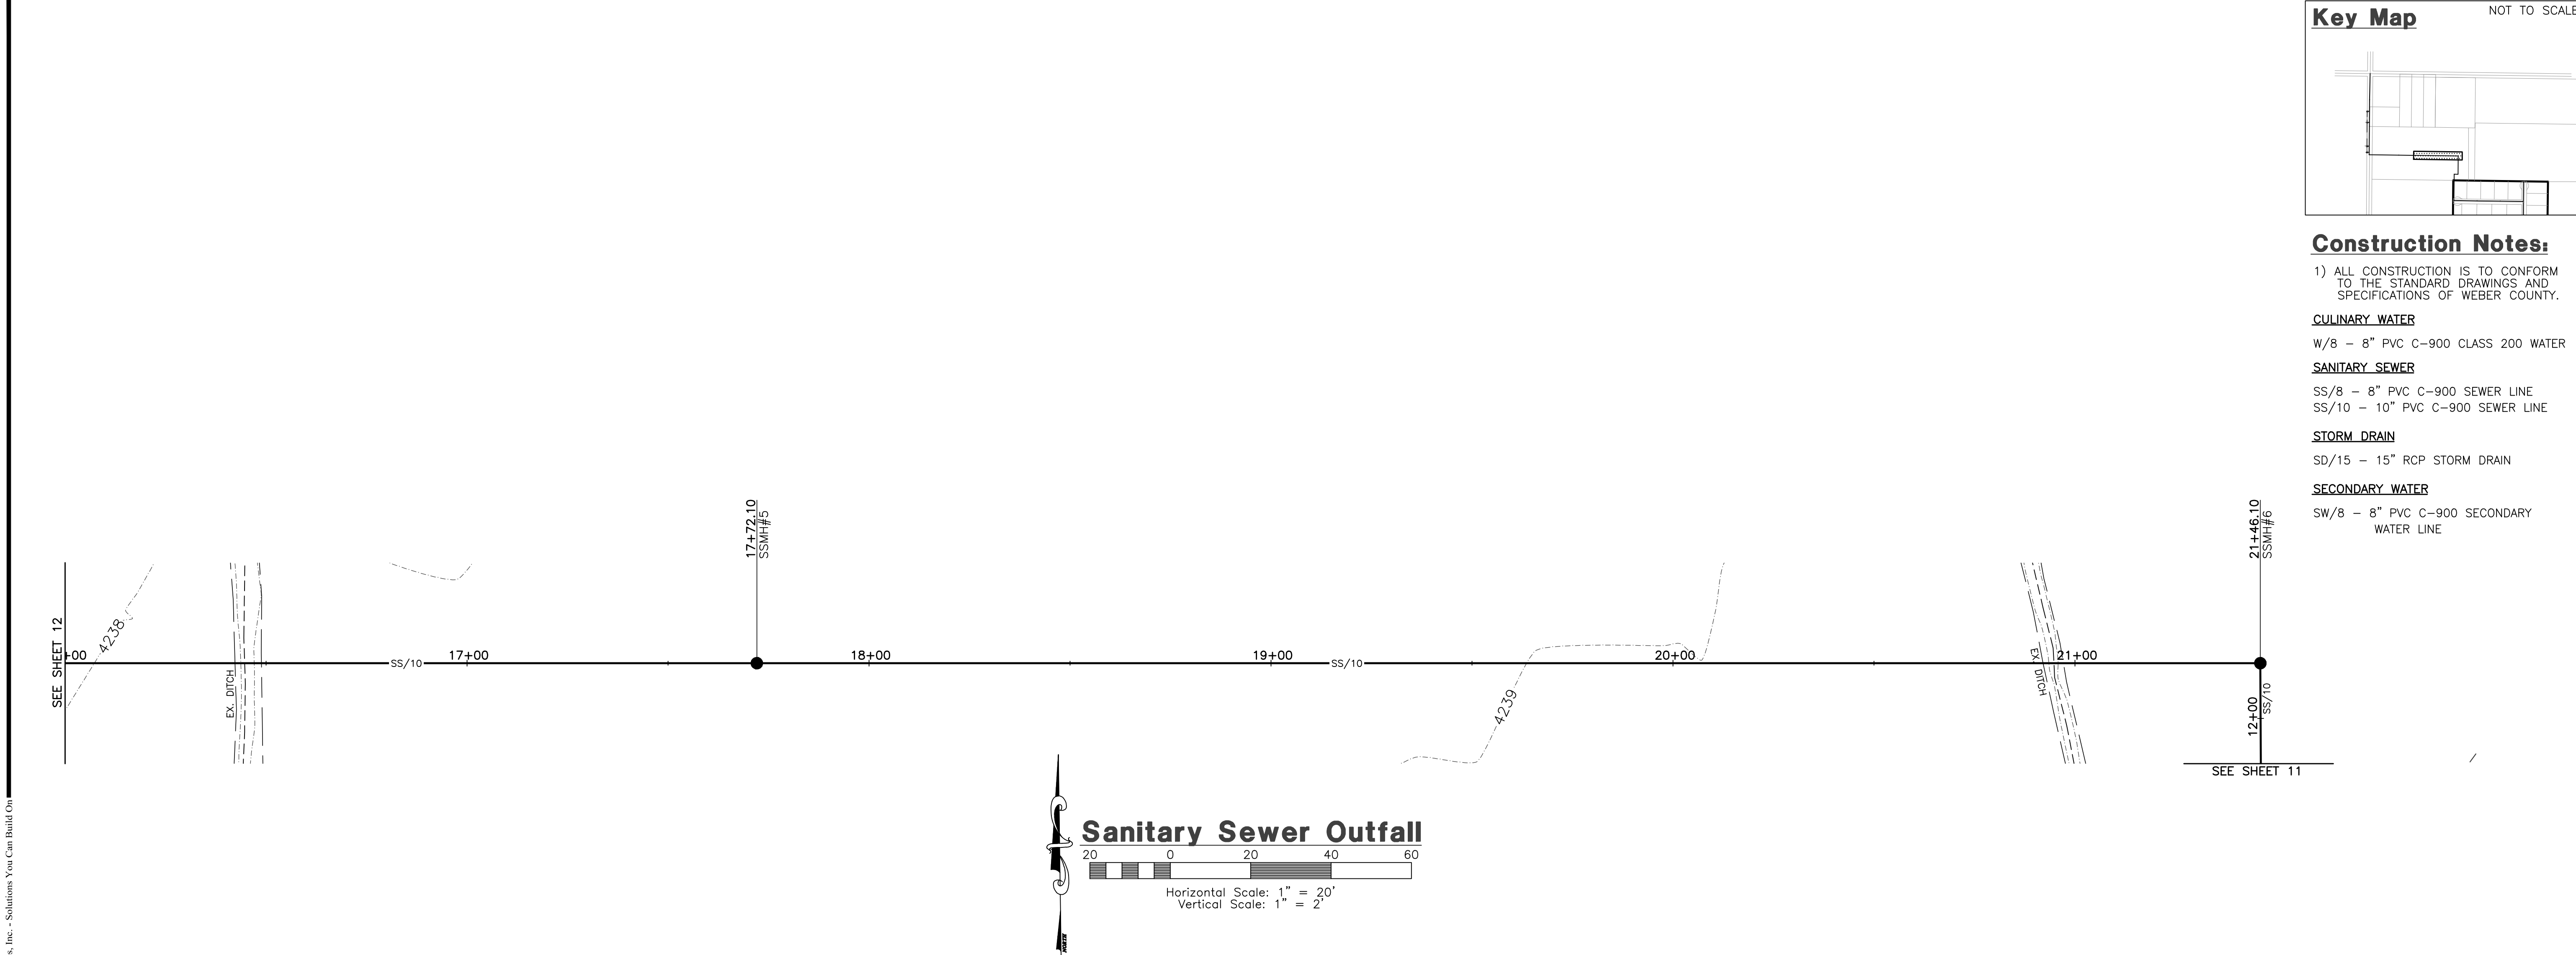 Key Map
NOT TO SCALE
Construction Notes:
1) ALL CONSTRUCTION IS TO CONFORM
TO THE STANDARD DRAWINGS AND
SPECIFICATIONS OF WEBER COUNTY.
CULINARY WATER
W/8 - 8" PVC C-900 CLASS 200 WATER
SANITARY SEWER
SS/8 - 8" PVC C-900 SEWER LINE
SS/10 - 10" PVC C-900 SEWER LINE
STORM DRAIN
SD/15 - 15" RCP STORM DRAIN
SECONDARY WATER
SW/8 - 8" PVC C-900 SECONDARY
WATER LINE
17+72.10
SSMH#5
21+46.10
SSMH#6
SEE SHEET 12
+00
4238
EX. DITCH
SS/10
17+00
18+00
19+00
SS/10
4239
20+00
EX. DITCH
21+00
12+00
SS/10
SEE SHEET 11
Sanitary Sewer Outfall
20 0 20 40 60
Horizontal Scale: 1" = 20'
Vertical Scale: 1" = 2'
NORTH
s, Inc. - Solutions You Can Build On